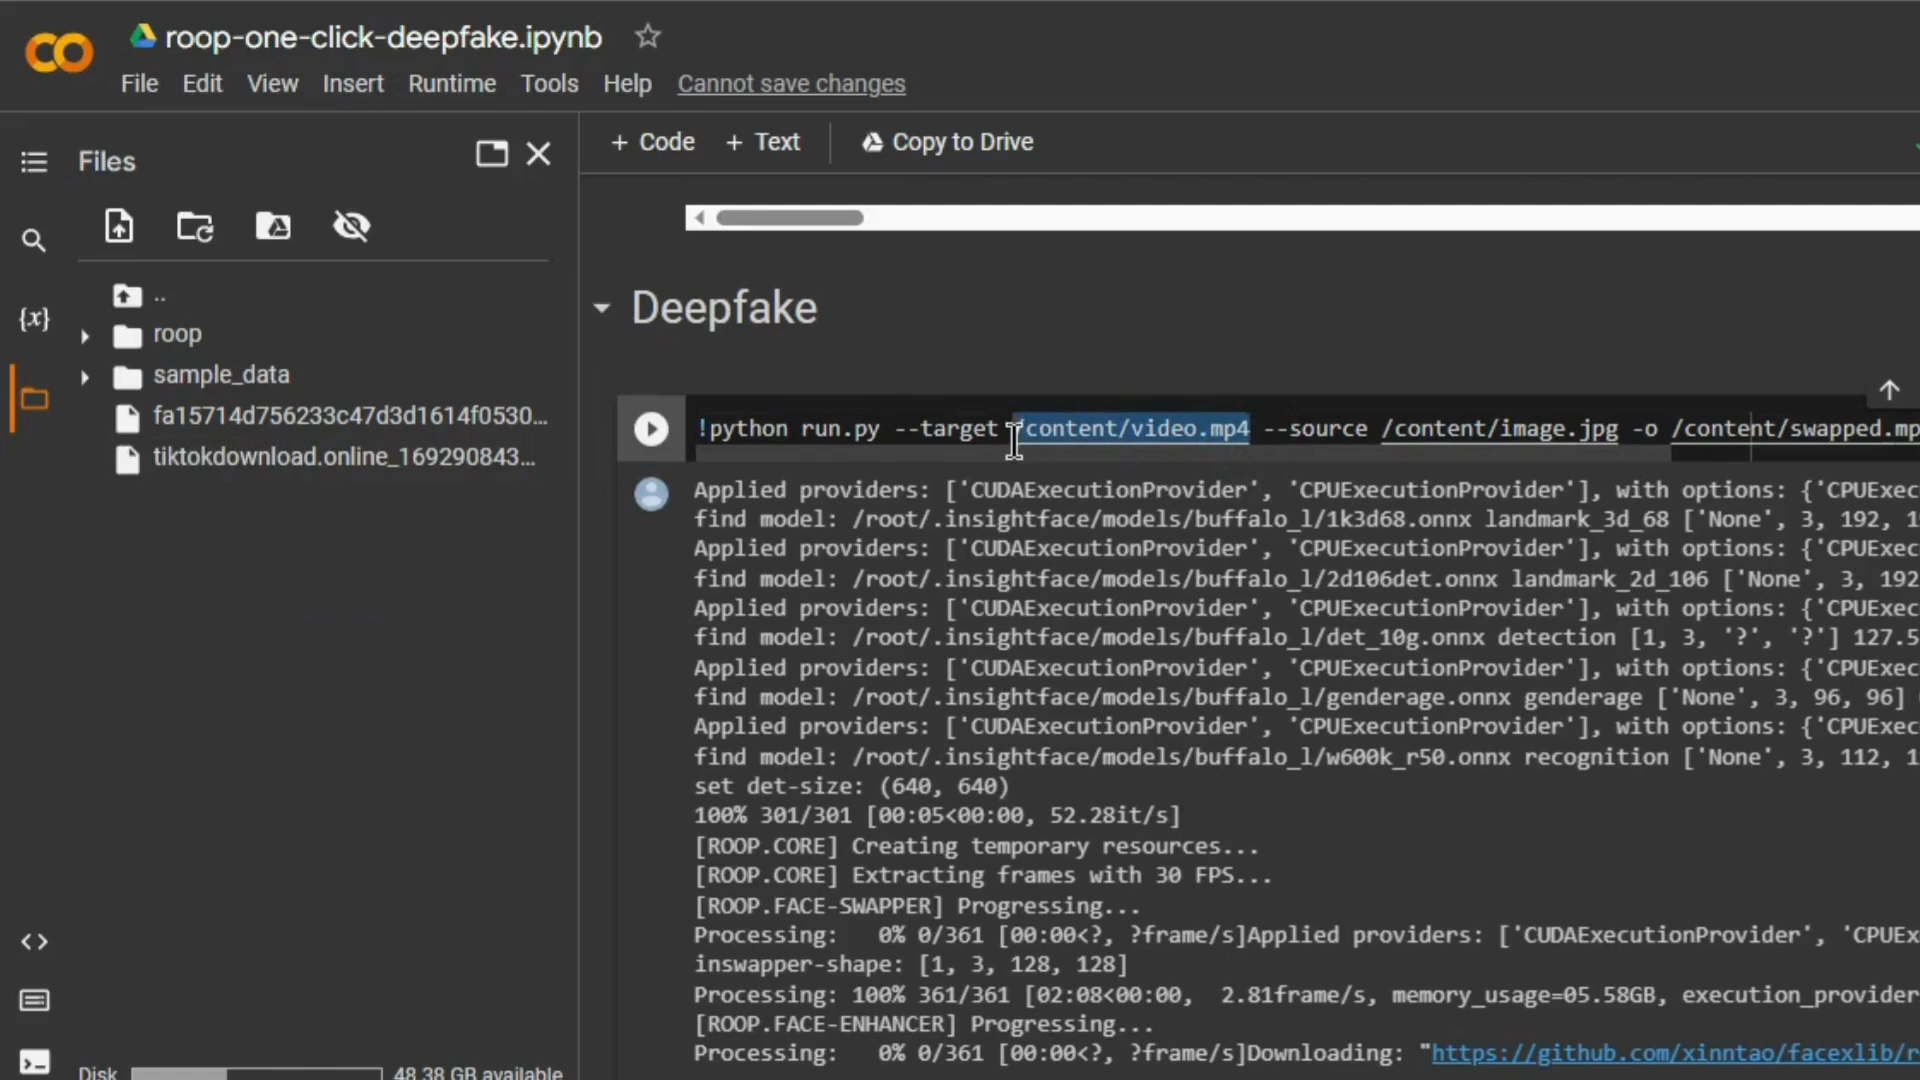 roop-one-click-deepfake.ipynb
File Edit View Insert Runtime Tools Help Cannot save changes
Files
+ Code + Text Copy to Drive
..
roop
sample_data
fa15714d756233c47d3d1614f0530...
tiktokdownload.online_169290843...
{x}
Deepfake
!python run.py --target /content/video.mp4 --source /content/image.jpg -o /content/swapped.mp
Applied providers: ['CUDAExecutionProvider', 'CPUExecutionProvider'], with options: {'CPUExec
find model: /root/.insightface/models/buffalo_l/1k3d68.onnx landmark_3d_68 ['None', 3, 192, 1
Applied providers: ['CUDAExecutionProvider', 'CPUExecutionProvider'], with options: {'CPUExec
find model: /root/.insightface/models/buffalo_l/2d106det.onnx landmark_2d_106 ['None', 3, 192
Applied providers: ['CUDAExecutionProvider', 'CPUExecutionProvider'], with options: {'CPUExec
find model: /root/.insightface/models/buffalo_l/det_10g.onnx detection [1, 3, '?', '?'] 127.5
Applied providers: ['CUDAExecutionProvider', 'CPUExecutionProvider'], with options: {'CPUExec
find model: /root/.insightface/models/buffalo_l/genderage.onnx genderage ['None', 3, 96, 96]
Applied providers: ['CUDAExecutionProvider', 'CPUExecutionProvider'], with options: {'CPUExec
find model: /root/.insightface/models/buffalo_l/w600k_r50.onnx recognition ['None', 3, 112, 1
set det-size: (640, 640)
100% 301/301 [00:05<00:00, 52.28it/s]
[ROOP.CORE] Creating temporary resources...
[ROOP.CORE] Extracting frames with 30 FPS...
[ROOP.FACE-SWAPPER] Progressing...
Processing:   0% 0/361 [00:00<?, ?frame/s]Applied providers: ['CUDAExecutionProvider', 'CPUEx
inswapper-shape: [1, 3, 128, 128]
Processing: 100% 361/361 [02:08<00:00,  2.81frame/s, memory_usage=05.58GB, execution_provider
[ROOP.FACE-ENHANCER] Progressing...
Processing:   0% 0/361 [00:00<?, ?frame/s]Downloading: "https://github.com/xinntao/facexlib/r
Disk 48.38 GB available